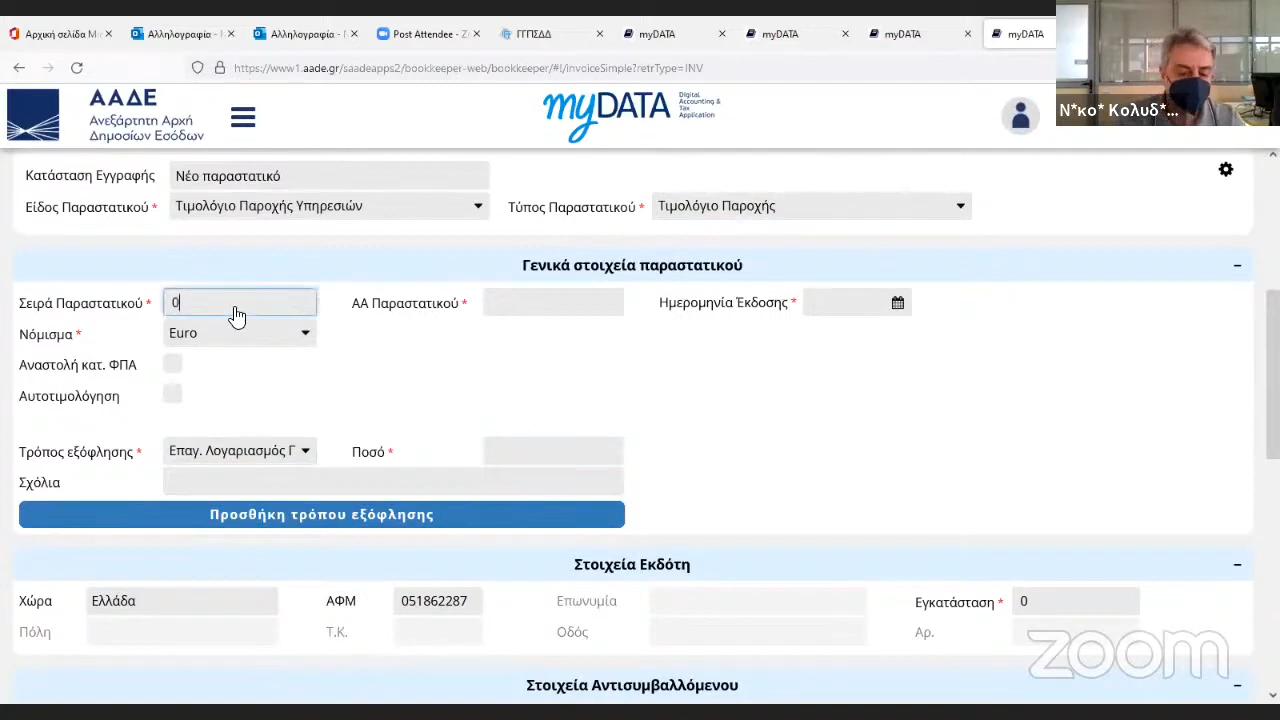 Αρχική σελίδα Mi
Αλληλογραφία -
Αλληλογραφία -
Post Attendee - Z
ΓΓΠΣΔΔ
myDATA
myDATA
myDATA
myDATA
https://www1.aade.gr/saadeapps2/bookkeeper-web/bookkeeper/#!/invoiceSimple?retrType=INV
Ν*κο* Κολυδ*...
ΑΑΔΕ
Ανεξάρτητη Αρχή
Δημοσίων Εσόδων
myDATA
Digital
Accounting &
Tax
Application
Κατάσταση Εγγραφής Νέο παραστατικό
Είδος Παραστατικού * Τιμολόγιο Παροχής Υπηρεσιών Τύπος Παραστατικού * Τιμολόγιο Παροχής
Γενικά στοιχεία παραστατικού −
Σειρά Παραστατικού * 0 ΑΑ Παραστατικού * Ημερομηνία Έκδοσης *
Νόμισμα * Euro
Αναστολή κατ. ΦΠΑ
Αυτοτιμολόγηση
Τρόπος εξόφλησης * Επαγ. Λογαριασμός Γ Ποσό *
Σχόλια
Προσθήκη τρόπου εξόφλησης
Στοιχεία Εκδότη −
Χώρα Ελλάδα ΑΦΜ 051862287 Επωνυμία Εγκατάσταση * 0
Πόλη Τ.Κ. Οδός Αρ.
zoom
Στοιχεία Αντισυμβαλλόμενου −